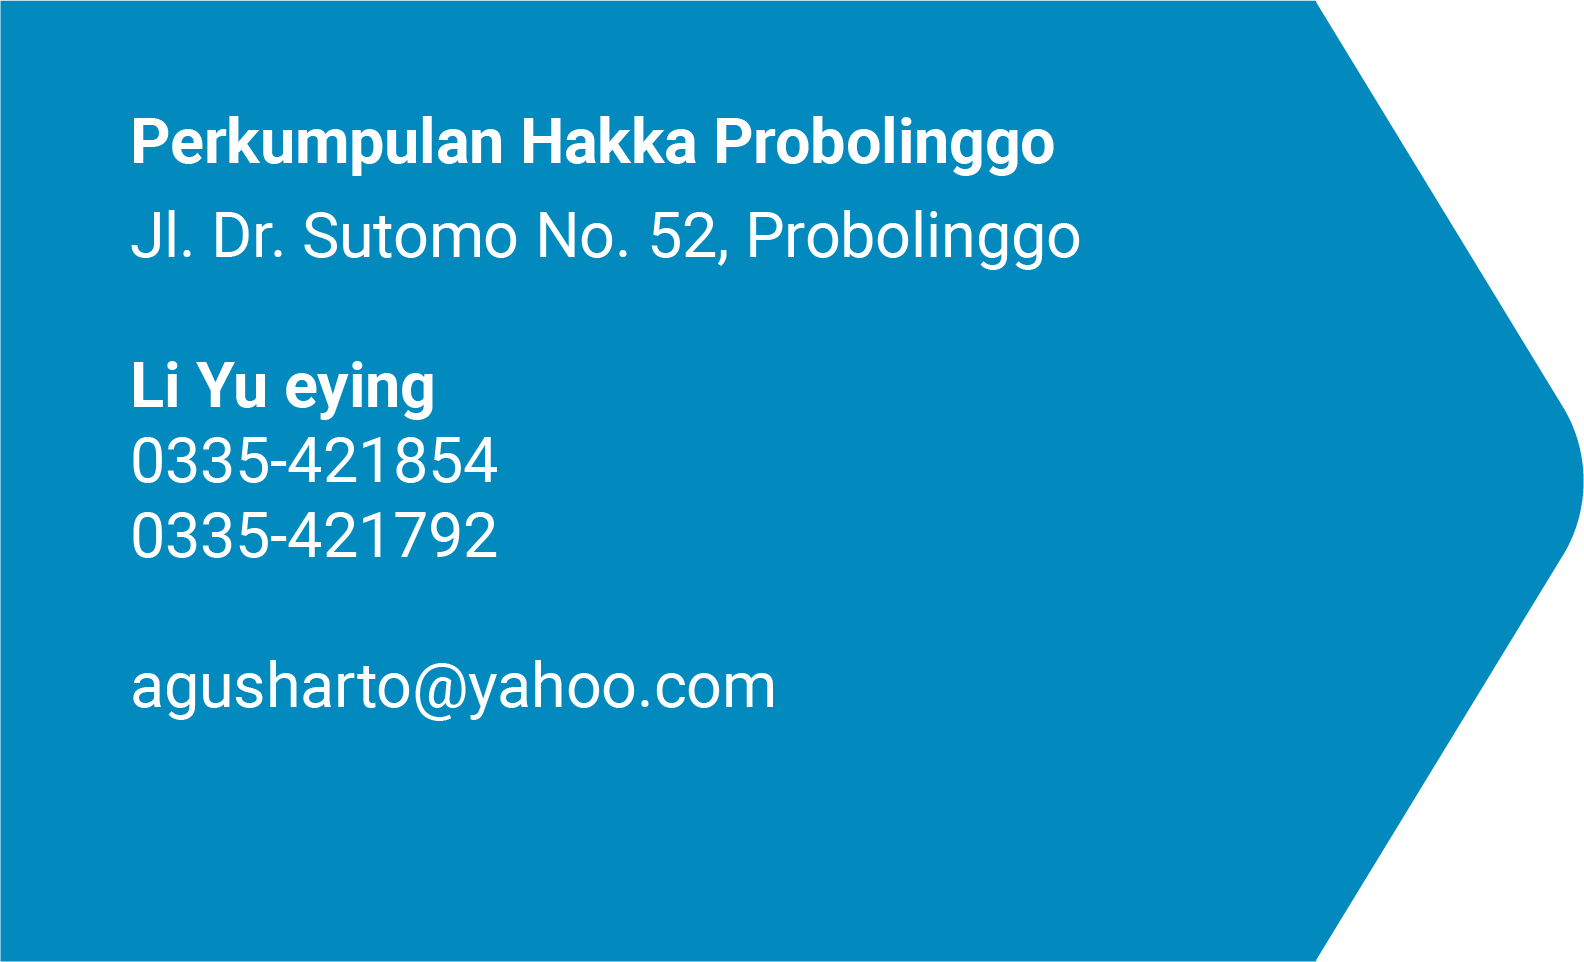 Perkumpulan Hakka Probolinggo
Jl. Dr. Sutomo No. 52, Probolinggo
Li Yu eying
0335-421854
0335-421792
agusharto@yahoo.com